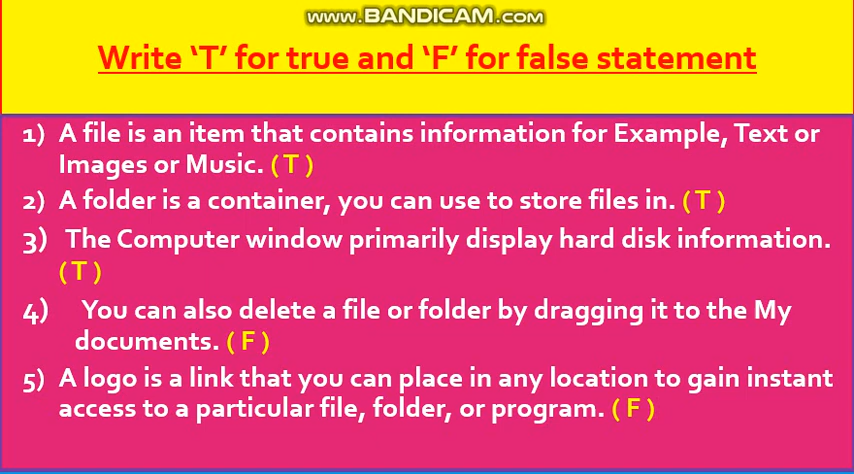 www.BANDICAM.com
Write ‘T’ for true and ‘F’ for false statement
1) A file is an item that contains information for Example, Text or
Images or Music. ( T )
2) A folder is a container, you can use to store files in. ( T )
3) The Computer window primarily display hard disk information.
( T )
4) You can also delete a file or folder by dragging it to the My
documents. ( F )
5) A logo is a link that you can place in any location to gain instant
access to a particular file, folder, or program. ( F )